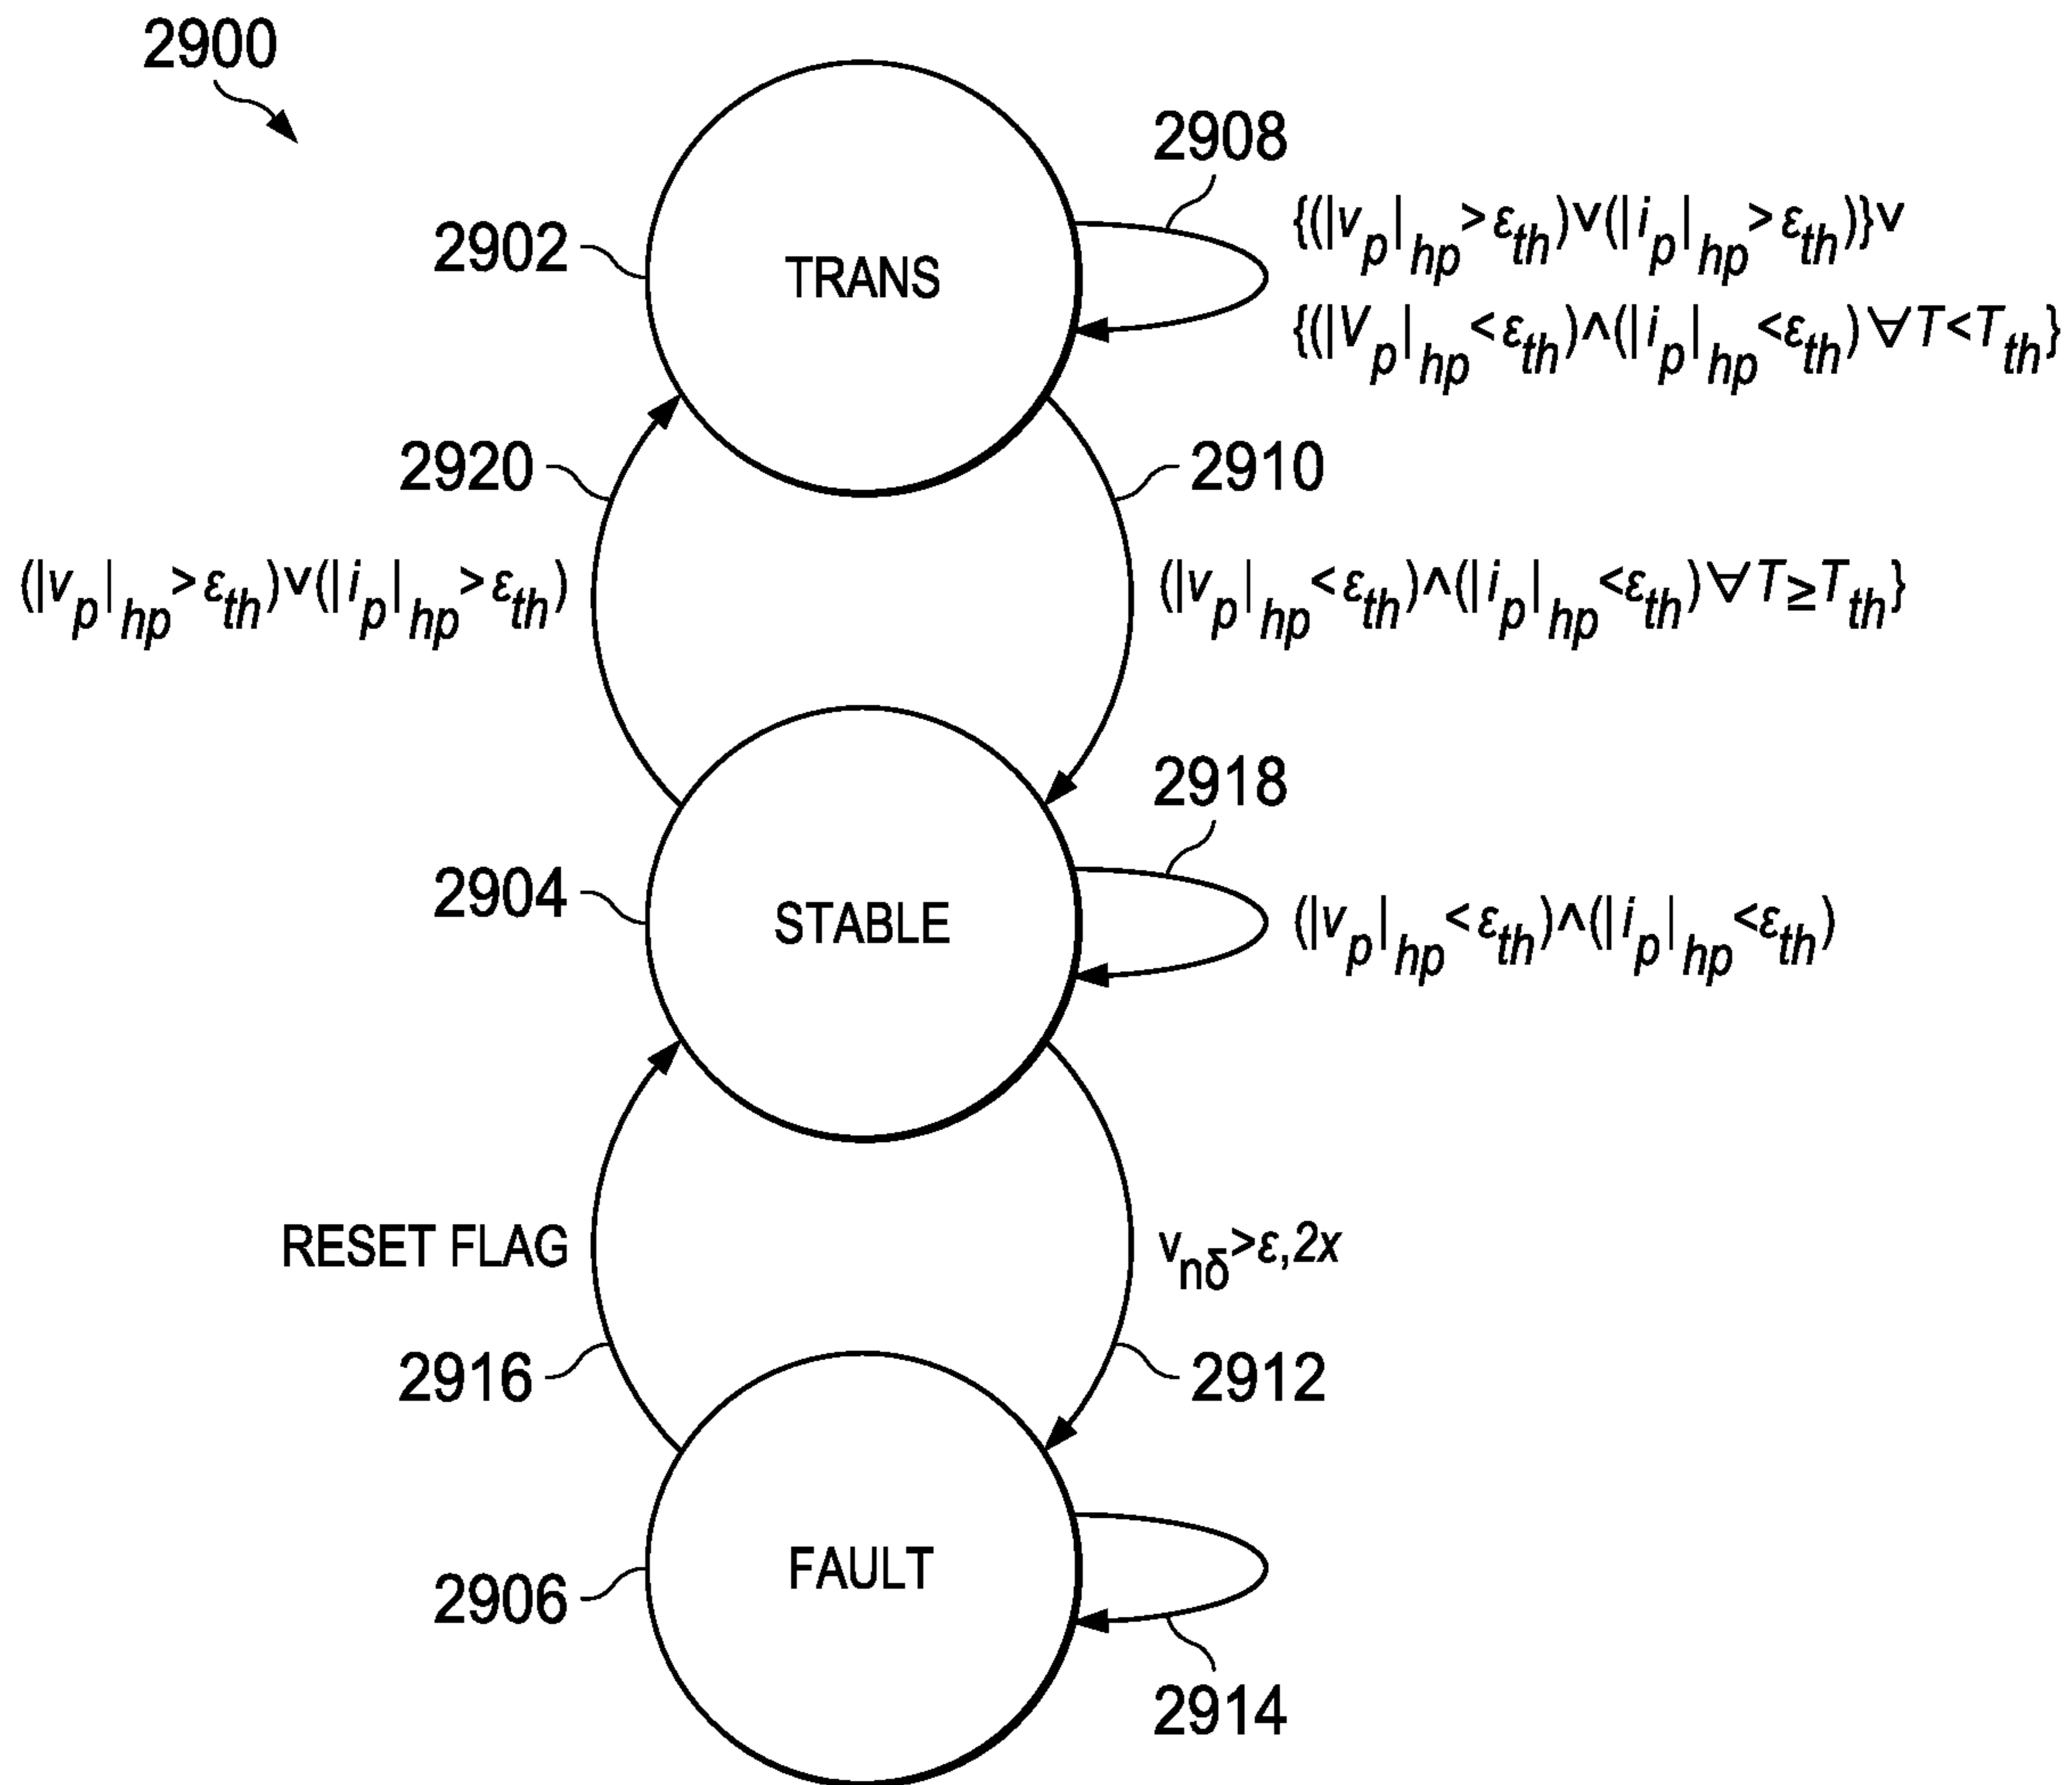 2900
2908
{(|v_p|_hp>ε_th)∨(|i_p|_hp>ε_th)}∨
2902
TRANS
{(|V_p|_hp<ε_th)∧(|i_p|_hp<ε_th)∀T<T_th}
2920
2910
(|v_p|_hp>ε_th)∨(|i_p|_hp>ε_th)
(|v_p|_hp<ε_th)∧(|i_p|_hp<ε_th)∀T≥T_th}
2918
2904
STABLE
(|v_p|_hp<ε_th)∧(|i_p|_hp<ε_th)
RESET FLAG
v_nδ>ε,2x
2916
2912
FAULT
2906
2914